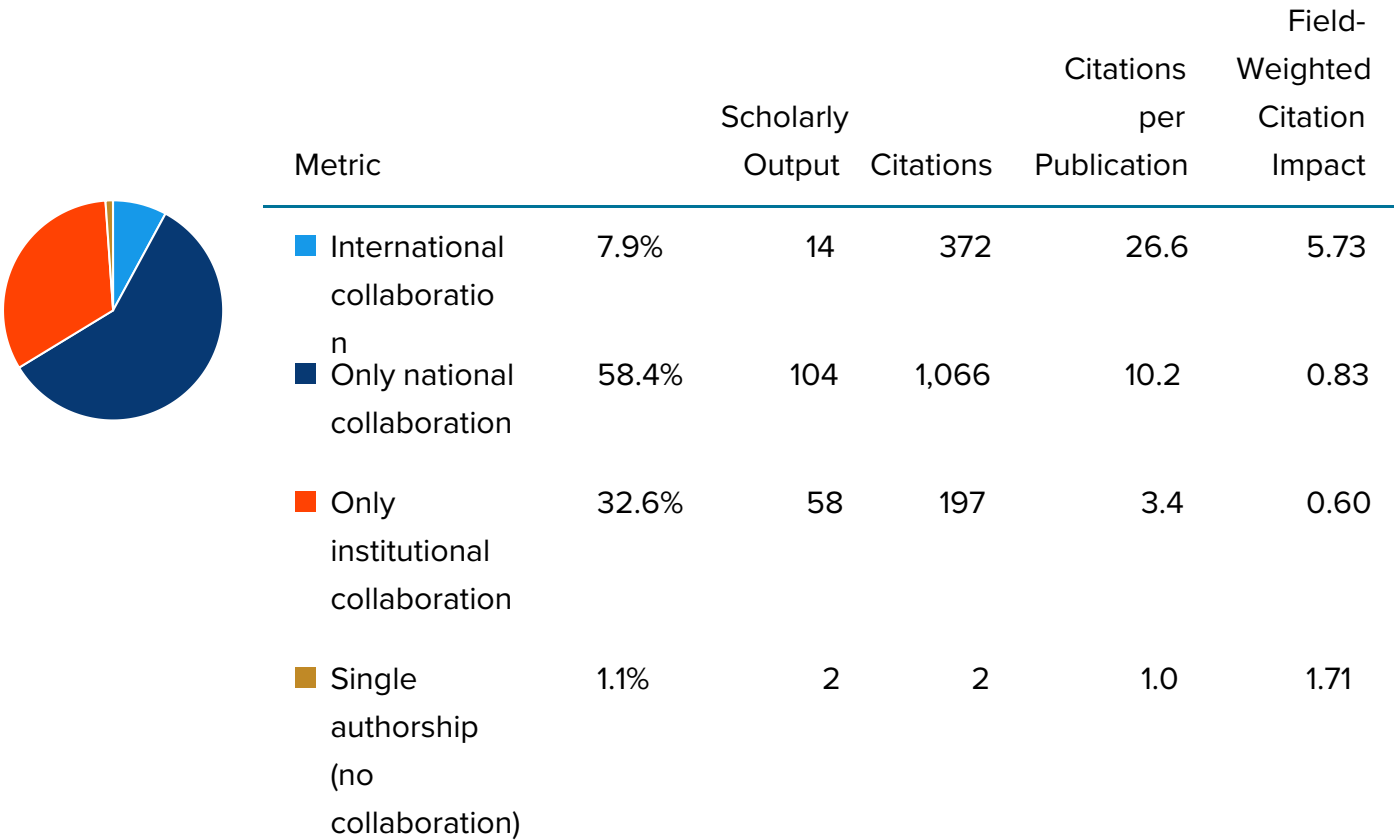 Field-
Citations Weighted
Scholarly per Citation
Metric Output Citations Publication Impact
International 7.9% 14 372 26.6 5.73
collaboratio
n
Only national 58.4% 104 1,066 10.2 0.83
collaboration
Only 32.6% 58 197 3.4 0.60
institutional
collaboration
Single 1.1% 2 2 1.0 1.71
authorship
(no
collaboration)